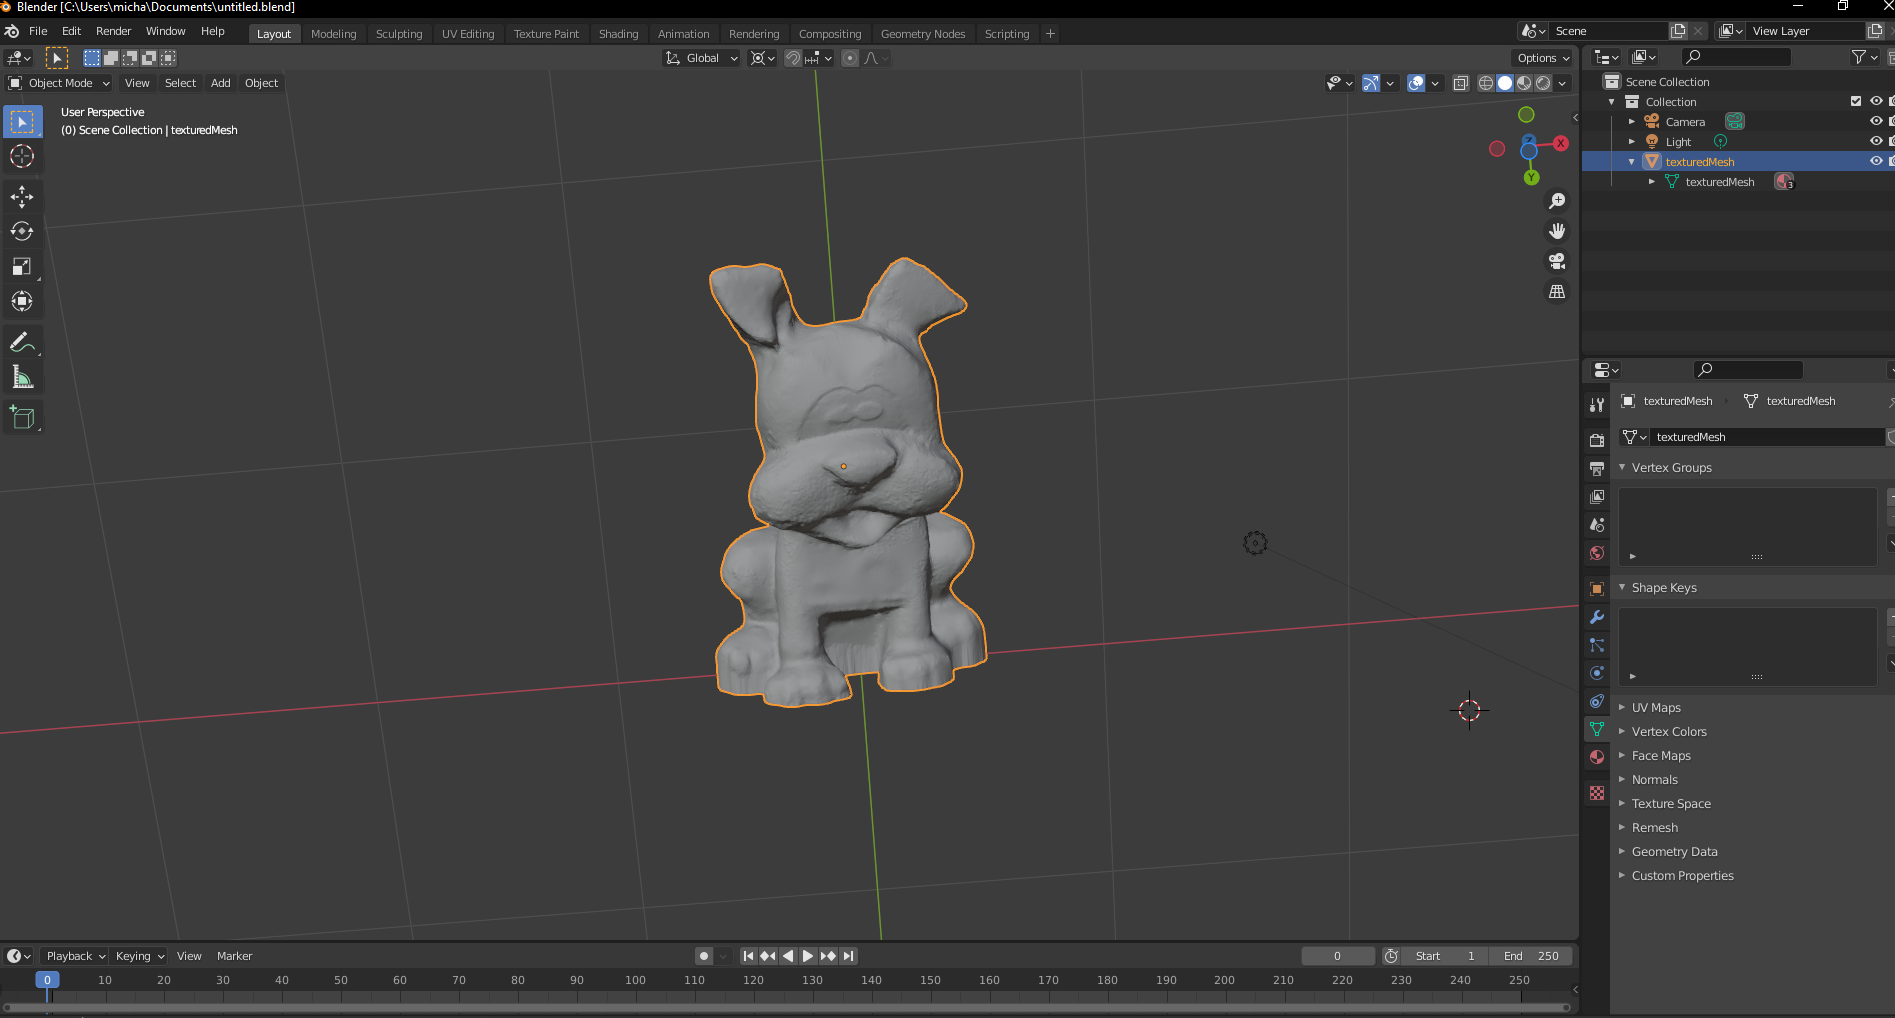 Blender [C:\Users\micha\Documents\untitled.blend]
File Edit Render Window Help Layout Modeling Sculpting UV Editing Texture Paint Shading Animation Rendering Compositing Geometry Nodes Scripting + Scene View Layer
Global Options
Object Mode View Select Add Object
User Perspective
(0) Scene Collection | texturedMesh
X
Y
Z
Scene Collection
Collection
Camera
Light
texturedMesh
texturedMesh 3
texturedMesh texturedMesh
texturedMesh
Vertex Groups
Shape Keys
UV Maps
Vertex Colors
Face Maps
Normals
Texture Space
Remesh
Geometry Data
Custom Properties
Playback Keying View Marker 0 Start 1 End 250
0 10 20 30 40 50 60 70 80 90 100 110 120 130 140 150 160 170 180 190 200 210 220 230 240 250